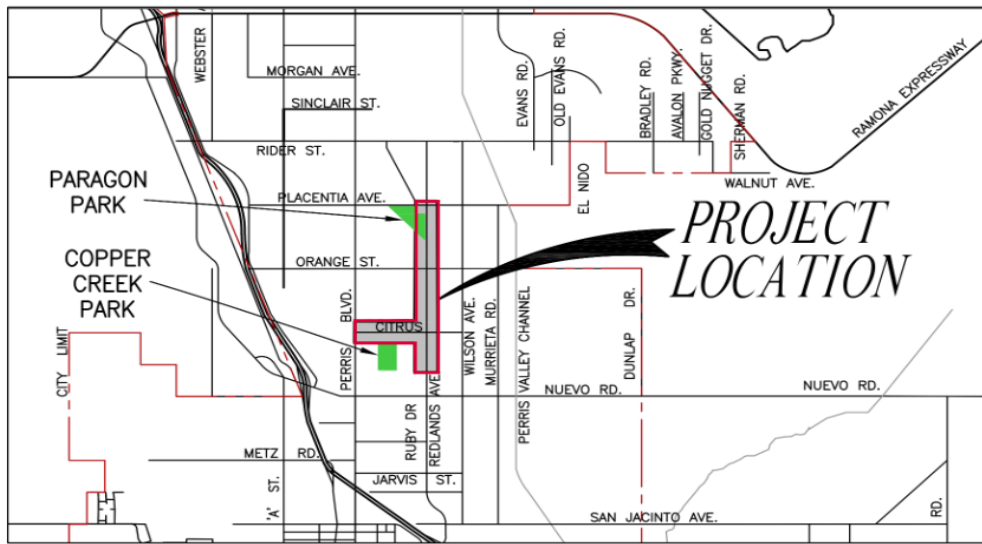 WEBSTER
MORGAN AVE.
SINCLAIR ST.
EVANS RD.
OLD EVANS RD.
BRADLEY RD.
AVALON PKWY.
GOLD NUGGET DR.
SHERMAN RD.
RAMONA EXPRESSWAY
RIDER ST.
PARAGON
PARK
PLACENTIA AVE.
EL NIDO
WALNUT AVE.
PROJECT
LOCATION
COPPER
CREEK
PARK
ORANGE ST.
PERRIS BLVD.
CITRUS
WILSON AVE.
MURRIETA RD.
PERRIS VALLEY CHANNEL
DUNLAP DR.
CITY LIMIT
NUEVO RD.
NUEVO RD.
RUBY DR
REDLANDS AVE
METZ RD.
JARVIS ST.
'A' ST.
SAN JACINTO AVE.
RD.